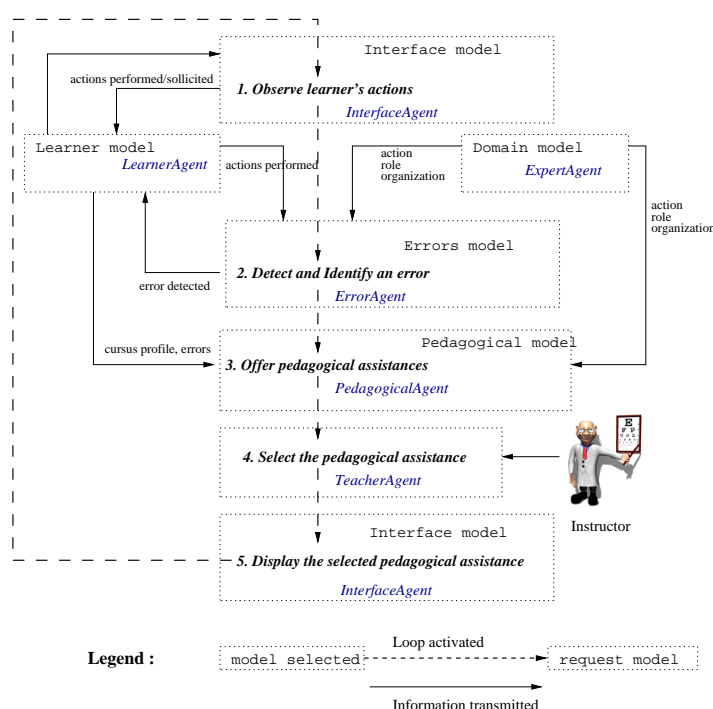 Interface model
actions performed/sollicited
1. Observe learner's actions
InterfaceAgent
Learner model
LearnerAgent
actions performed
action
role
organization
Domain model
ExpertAgent
action
role
organization
Errors model
2. Detect and Identify an error
error detected
ErrorAgent
Pedagogical model
cursus profile, errors
3. Offer pedagogical assistances
PedagogicalAgent
E
F P
4. Select the pedagogical assistance
TeacherAgent
Instructor
Interface model
5. Display the selected pedagogical assistance
InterfaceAgent
Legend :
model selected
Loop activated
request model
Information transmitted